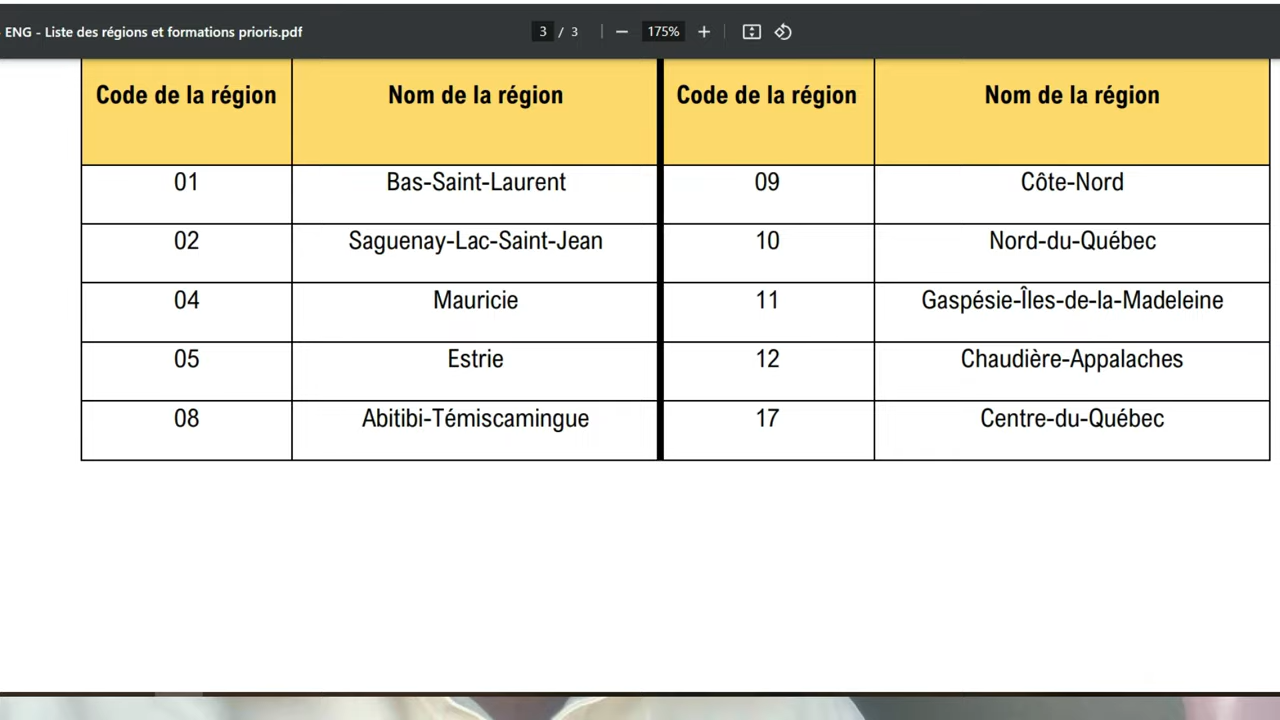 ENG - Liste des régions et formations prioris.pdf 3 / 3 175%
Code de la région Nom de la région Code de la région Nom de la région
01 Bas-Saint-Laurent 09 Côte-Nord
02 Saguenay-Lac-Saint-Jean 10 Nord-du-Québec
04 Mauricie 11 Gaspésie-Îles-de-la-Madeleine
05 Estrie 12 Chaudière-Appalaches
08 Abitibi-Témiscamingue 17 Centre-du-Québec